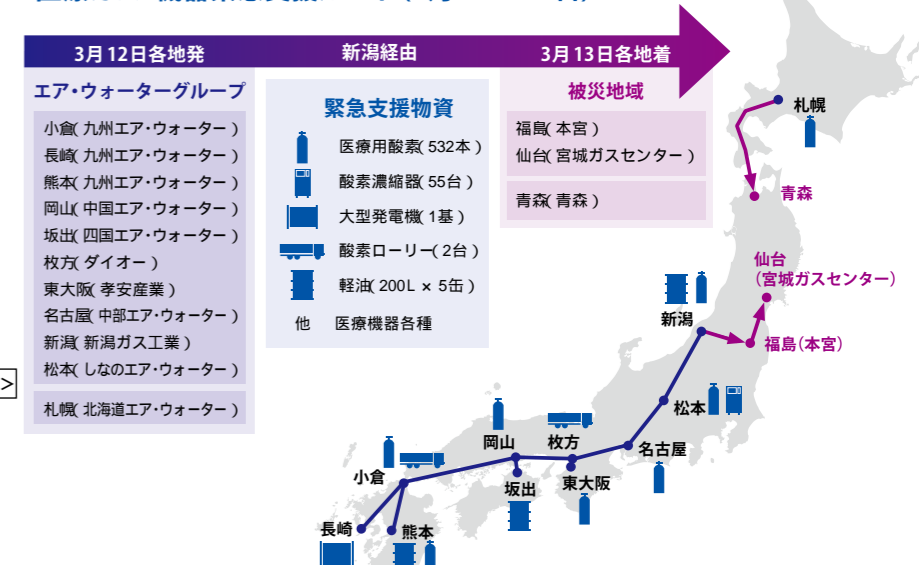 3月12日各地発
新潟経由
3月13日各地着
エア・ウォーターグループ
小倉(九州エア・ウォーター)
長崎(九州エア・ウォーター)
熊本(九州エア・ウォーター)
岡山(中国エア・ウォーター)
坂出(四国エア・ウォーター)
枚方(ダイオー)
東大阪(孝安産業)
名古屋(中部エア・ウォーター)
新潟(新潟ガス工業)
松本(しなのエア・ウォーター)
札幌(北海道エア・ウォーター)
緊急支援物資
医療用酸素(532本)
酸素濃縮器(55台)
大型発電機(1基)
酸素ローリー(2台)
軽油(200L × 5缶)
他 医療機器各種
被災地域
福島(本宮)
仙台(宮城ガスセンター)
青森(青森)
>
札幌
青森
仙台
(宮城ガスセンター)
新潟
福島(本宮)
松本
名古屋
岡山
枚方
坂出
東大阪
小倉
長崎
熊本